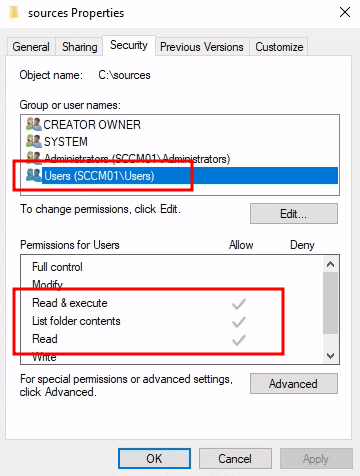 sources Properties
General Sharing Security Previous Versions Customize
Object name: C:\sources
Group or user names:
CREATOR OWNER
SYSTEM
Administrators (SCCM01\Administrators)
Users (SCCM01\Users)
To change permissions, click Edit.
Edit...
Permissions for Users Allow Deny
Full control
Modify
Read & execute
List folder contents
Read
Write
For special permissions or advanced settings,
click Advanced.
Advanced
OK Cancel Apply